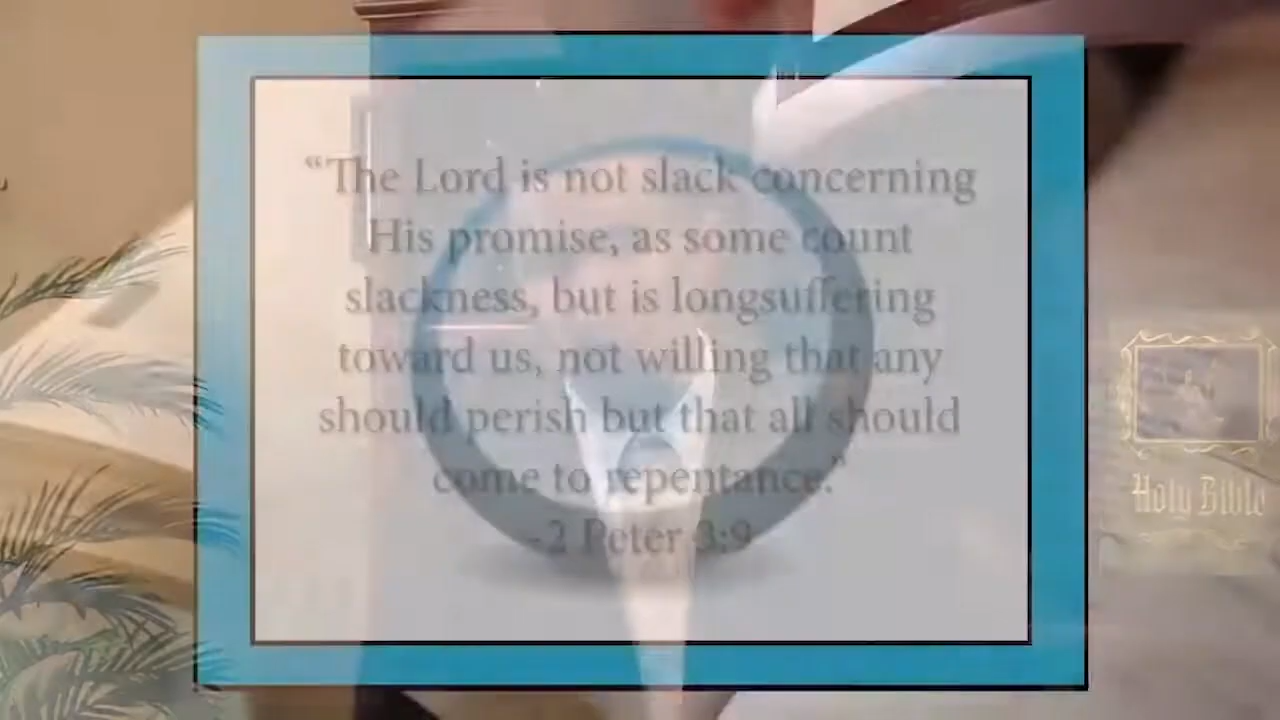 “The Lord is not slack concerning
His promise, as some count
slackness, but is longsuffering
toward us, not willing that any
should perish but that all should
come to repentance.”
-2 Peter 3:9
Holy Bible